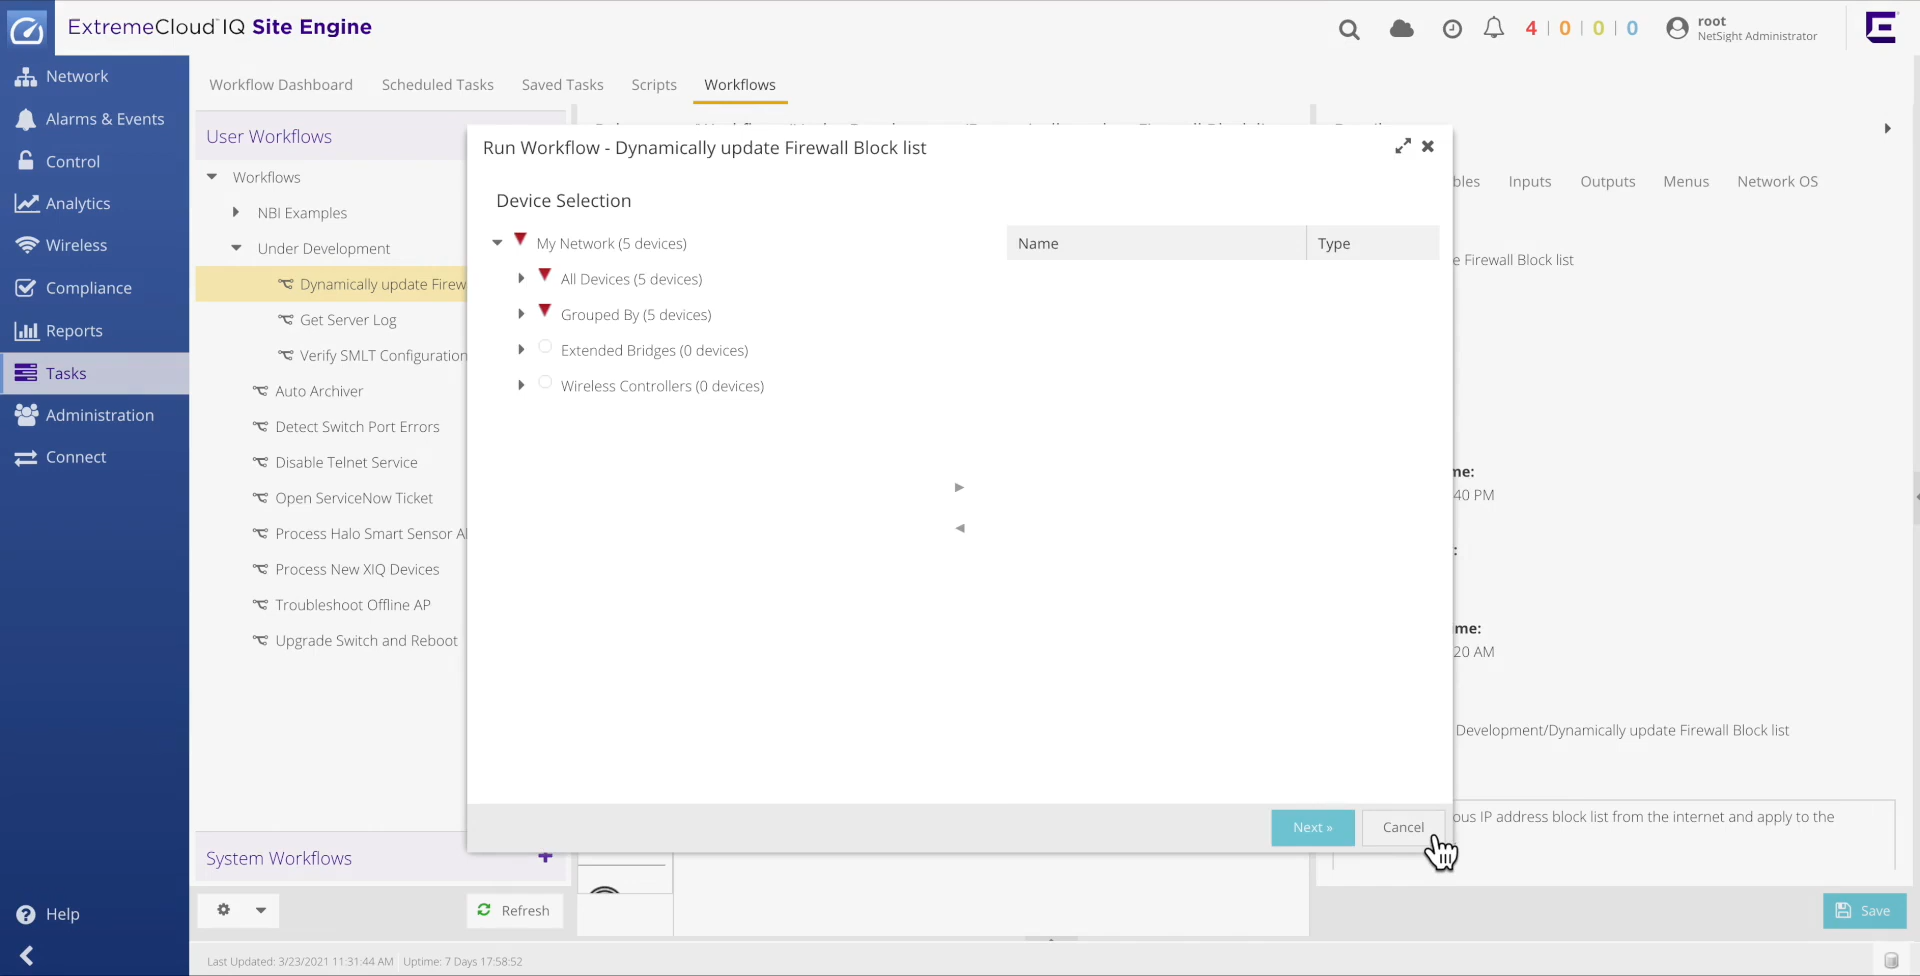 ExtremeCloud™ IQ Site Engine
4 | 0 | 0 | 0
root
NetSight Administrator
Network
Alarms & Events
Control
Analytics
Wireless
Compliance
Reports
Tasks
Administration
Connect
Help
Workflow Dashboard
Scheduled Tasks
Saved Tasks
Scripts
Workflows
User Workflows
Workflows
NBI Examples
Under Development
Dynamically update Firew
Get Server Log
Verify SMLT Configuration
Auto Archiver
Detect Switch Port Errors
Disable Telnet Service
Open ServiceNow Ticket
Process Halo Smart Sensor Al
Process New XIQ Devices
Troubleshoot Offline AP
Upgrade Switch and Reboot
System Workflows
Refresh
Run Workflow - Dynamically update Firewall Block list
Device Selection
My Network (5 devices)
All Devices (5 devices)
Grouped By (5 devices)
Extended Bridges (0 devices)
Wireless Controllers (0 devices)
Name
Type
Next »
Cancel
bles
Inputs
Outputs
Menus
Network OS
e Firewall Block list
me:
40 PM
:
me:
20 AM
Development/Dynamically update Firewall Block list
ous IP address block list from the internet and apply to the
Save
Last Updated: 3/23/2021 11:31:44 AM Uptime: 7 Days 17:58:52